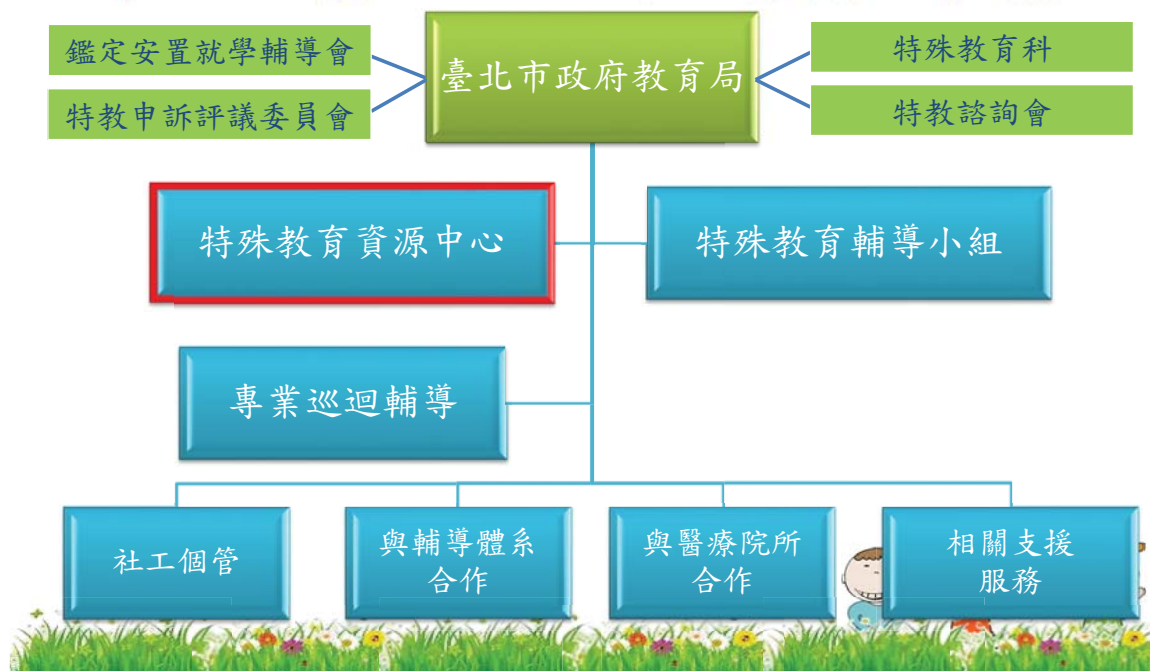 鑑定安置就學輔導會
特教申訴評議委員會
臺北市政府教育局
特殊教育科
特教諮詢會
特殊教育資源中心
特殊教育輔導小組
專業巡迴輔導
社工個管
與輔導體系
合作
與醫療院所
合作
相關支援
服務